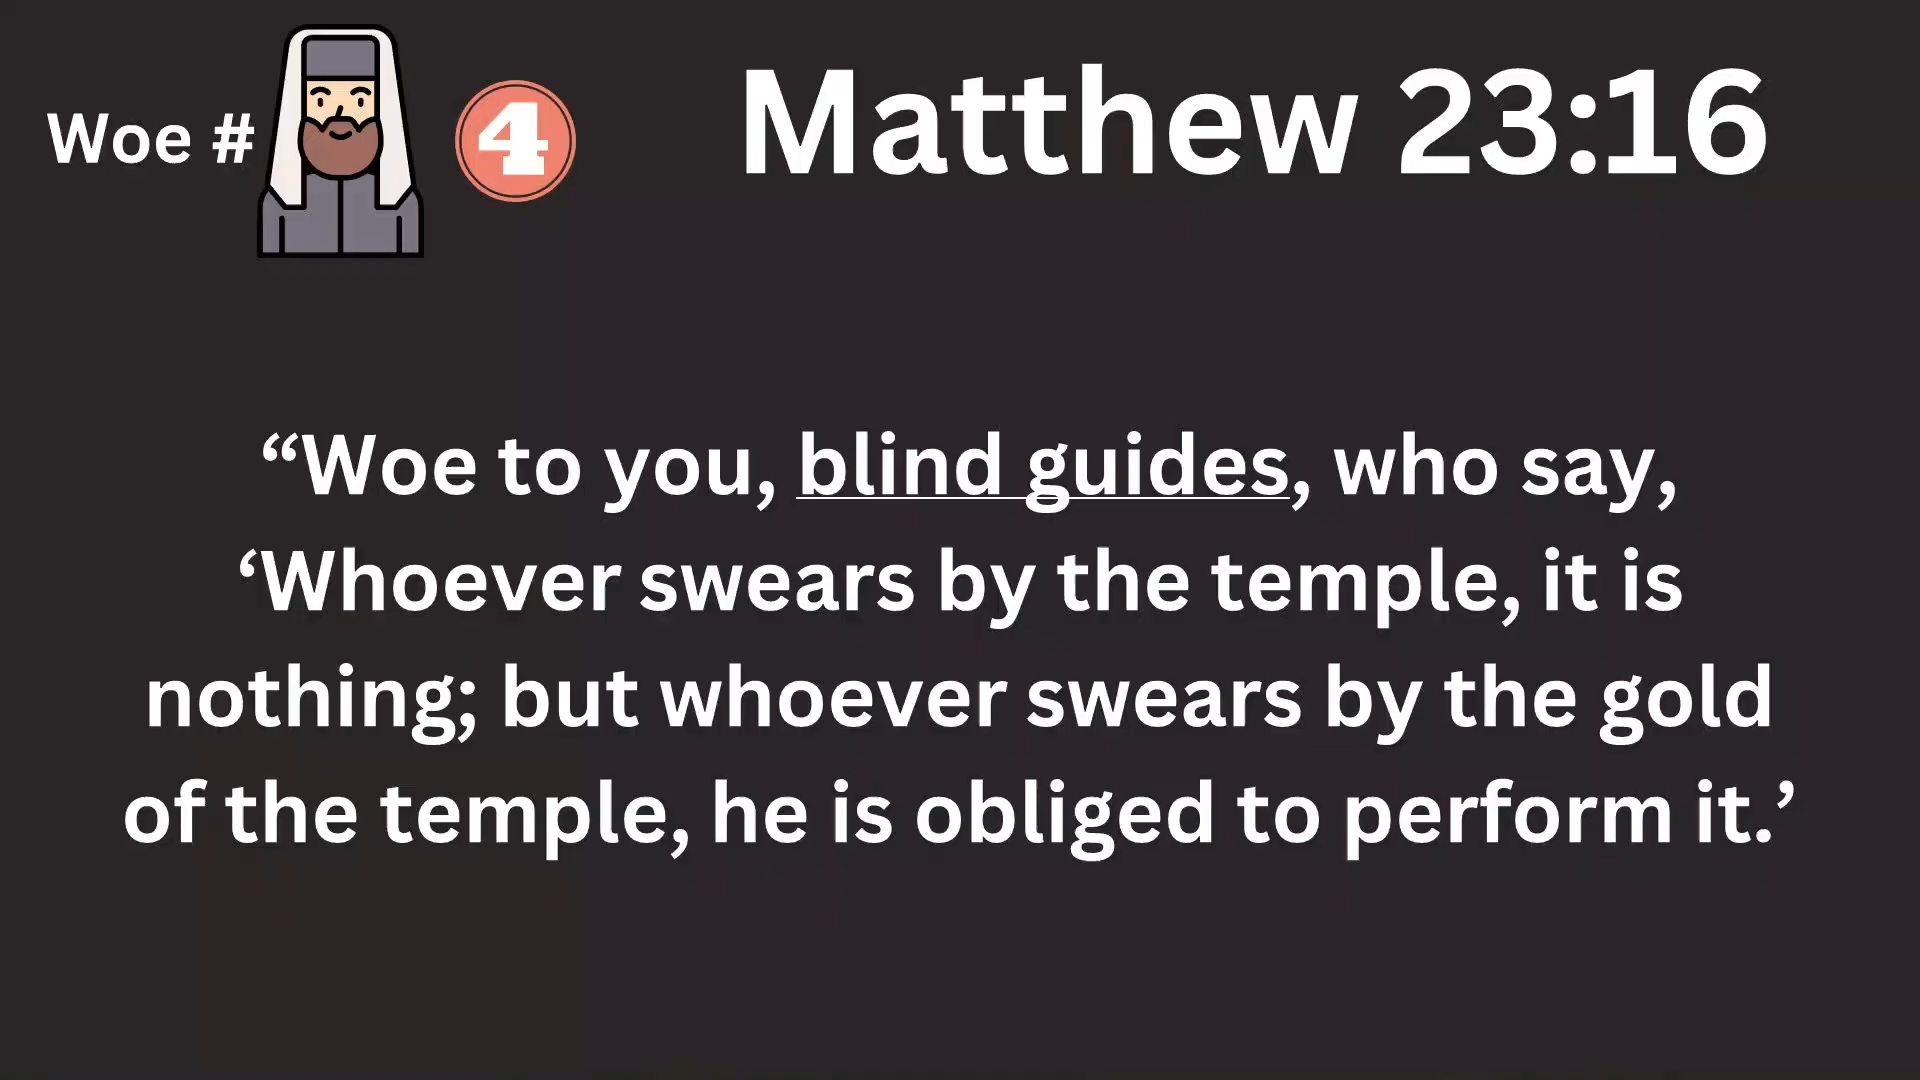 Woe # 4
Matthew 23:16
“Woe to you, blind guides, who say,
‘Whoever swears by the temple, it is
nothing; but whoever swears by the gold
of the temple, he is obliged to perform it.’